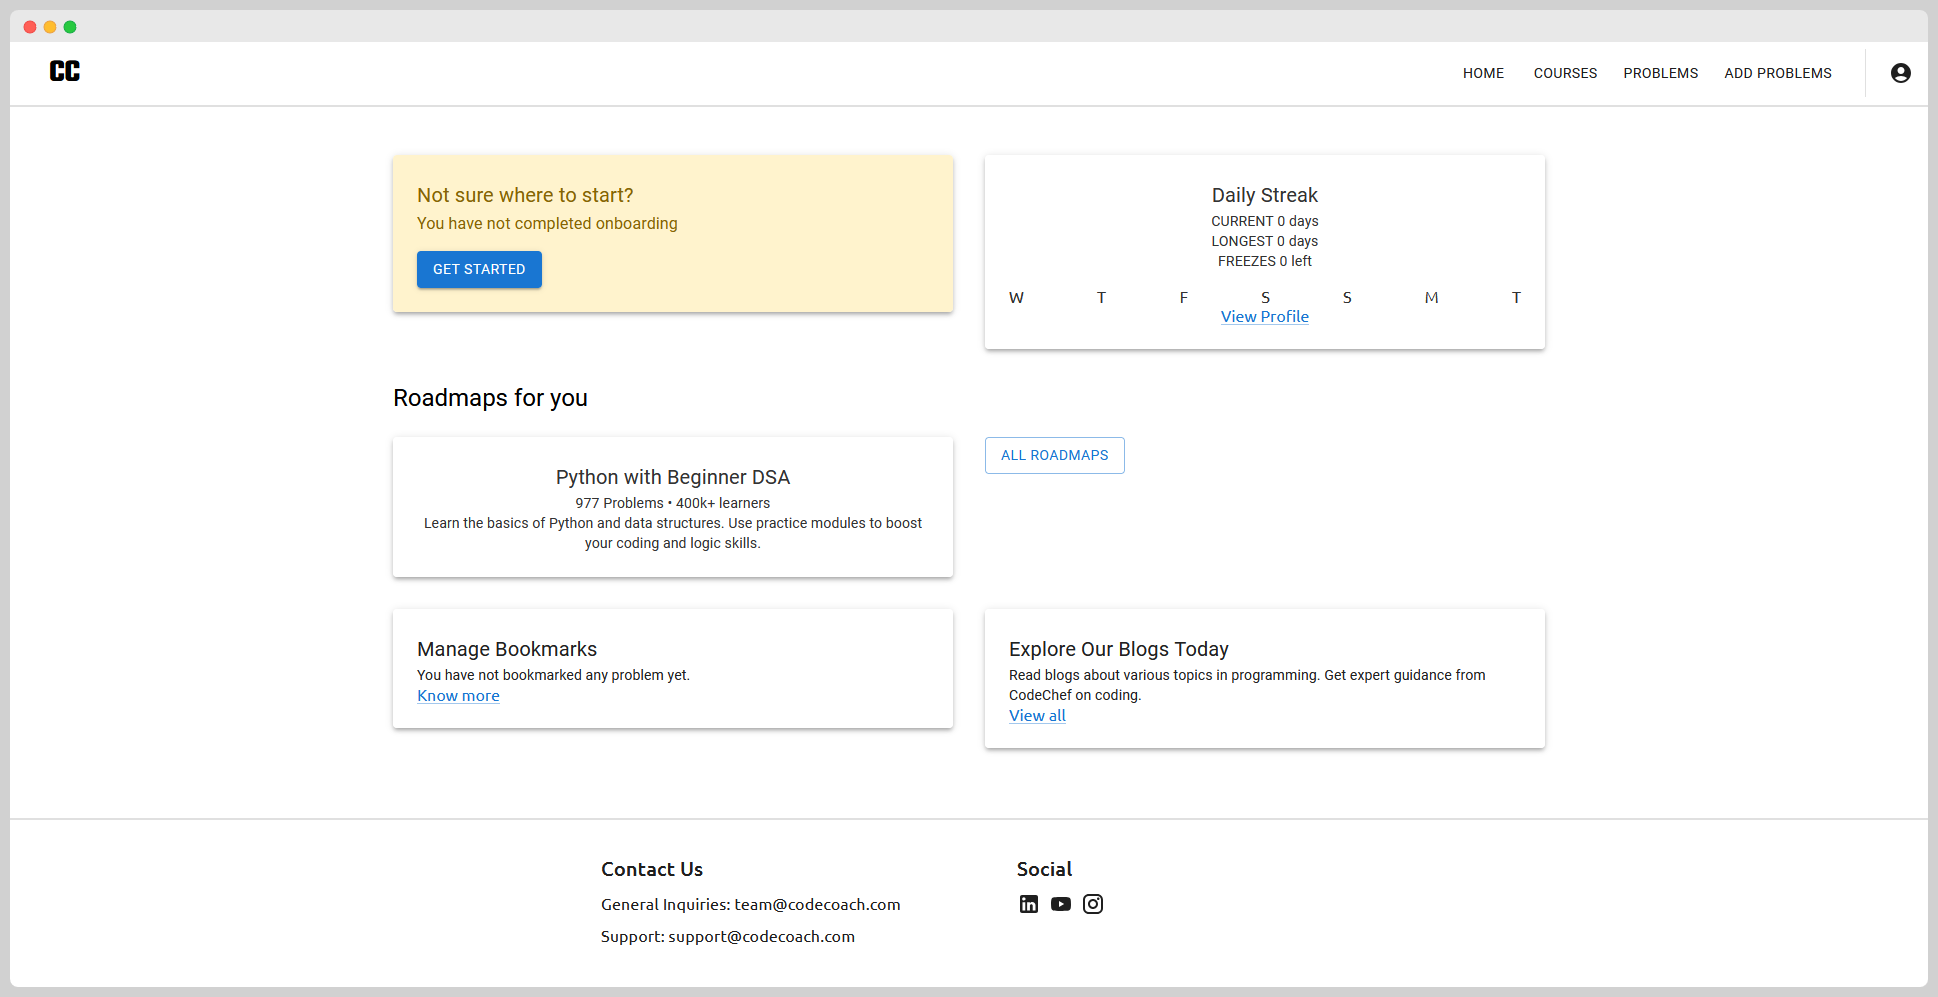 CC
HOME COURSES PROBLEMS ADD PROBLEMS
Not sure where to start?
You have not completed onboarding
GET STARTED
Daily Streak
CURRENT 0 days
LONGEST 0 days
FREEZES 0 left
W T F S S M T
View Profile
Roadmaps for you
Python with Beginner DSA
977 Problems • 400k+ learners
Learn the basics of Python and data structures. Use practice modules to boost
your coding and logic skills.
ALL ROADMAPS
Manage Bookmarks
You have not bookmarked any problem yet.
Know more
Explore Our Blogs Today
Read blogs about various topics in programming. Get expert guidance from
CodeChef on coding.
View all
Contact Us
General Inquiries: team@codecoach.com
Support: support@codecoach.com
Social